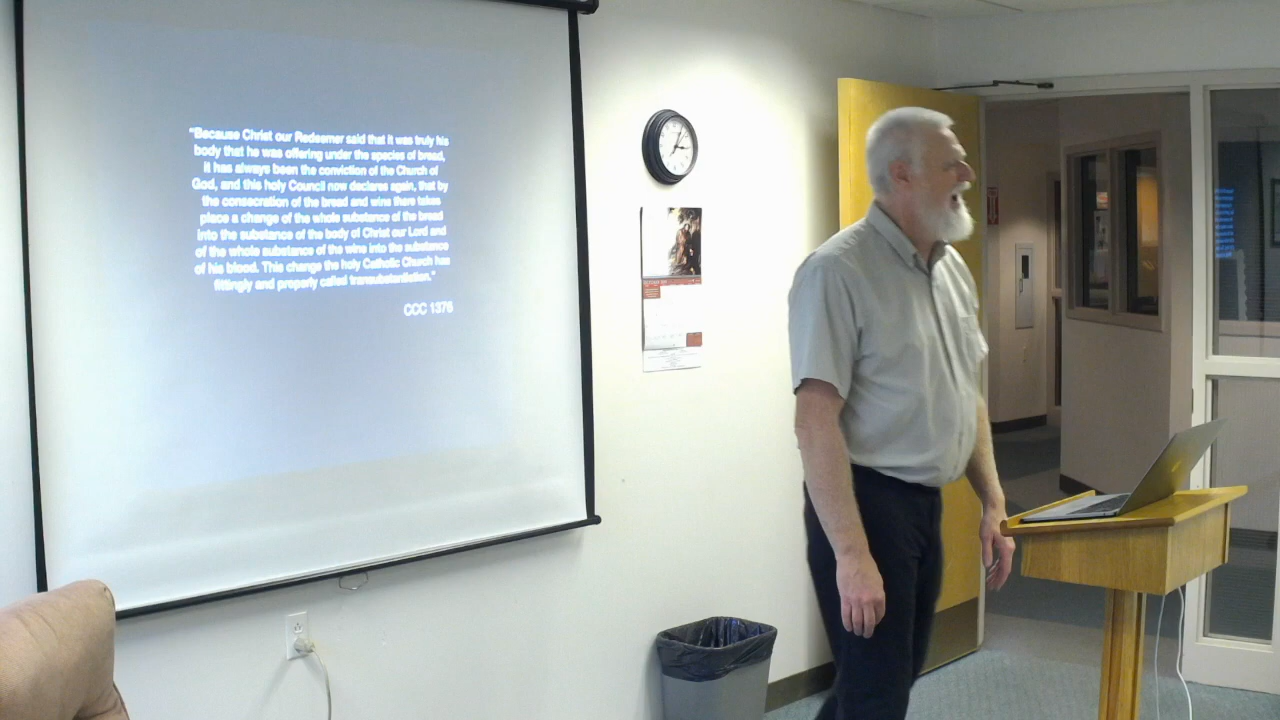 "Because Christ our Redeemer said that it was truly his
body that he was offering under the species of bread,
it has always been the conviction of the Church of
God, and this holy Council now declares again, that by
the consecration of the bread and wine there takes
place a change of the whole substance of the bread
into the substance of the body of Christ our Lord and
of the whole substance of the wine into the substance
of his blood. This change the holy Catholic Church has
fittingly and properly called transubstantiation."
CCC 1376